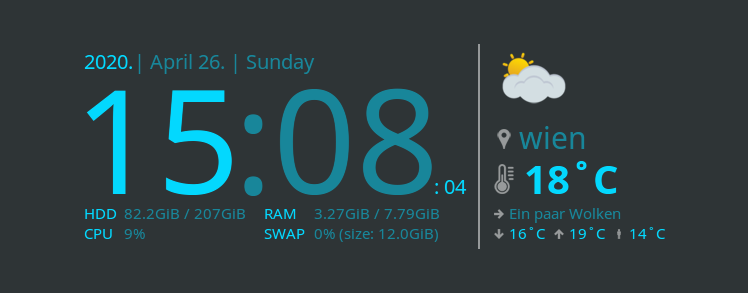 2020. | April 26. | Sunday
15:08:04
HDD 82.2GiB / 207GiB RAM 3.27GiB / 7.79GiB
CPU 9% SWAP 0% (size: 12.0GiB)
wien
18°C
Ein paar Wolken
16°C 19°C 14°C